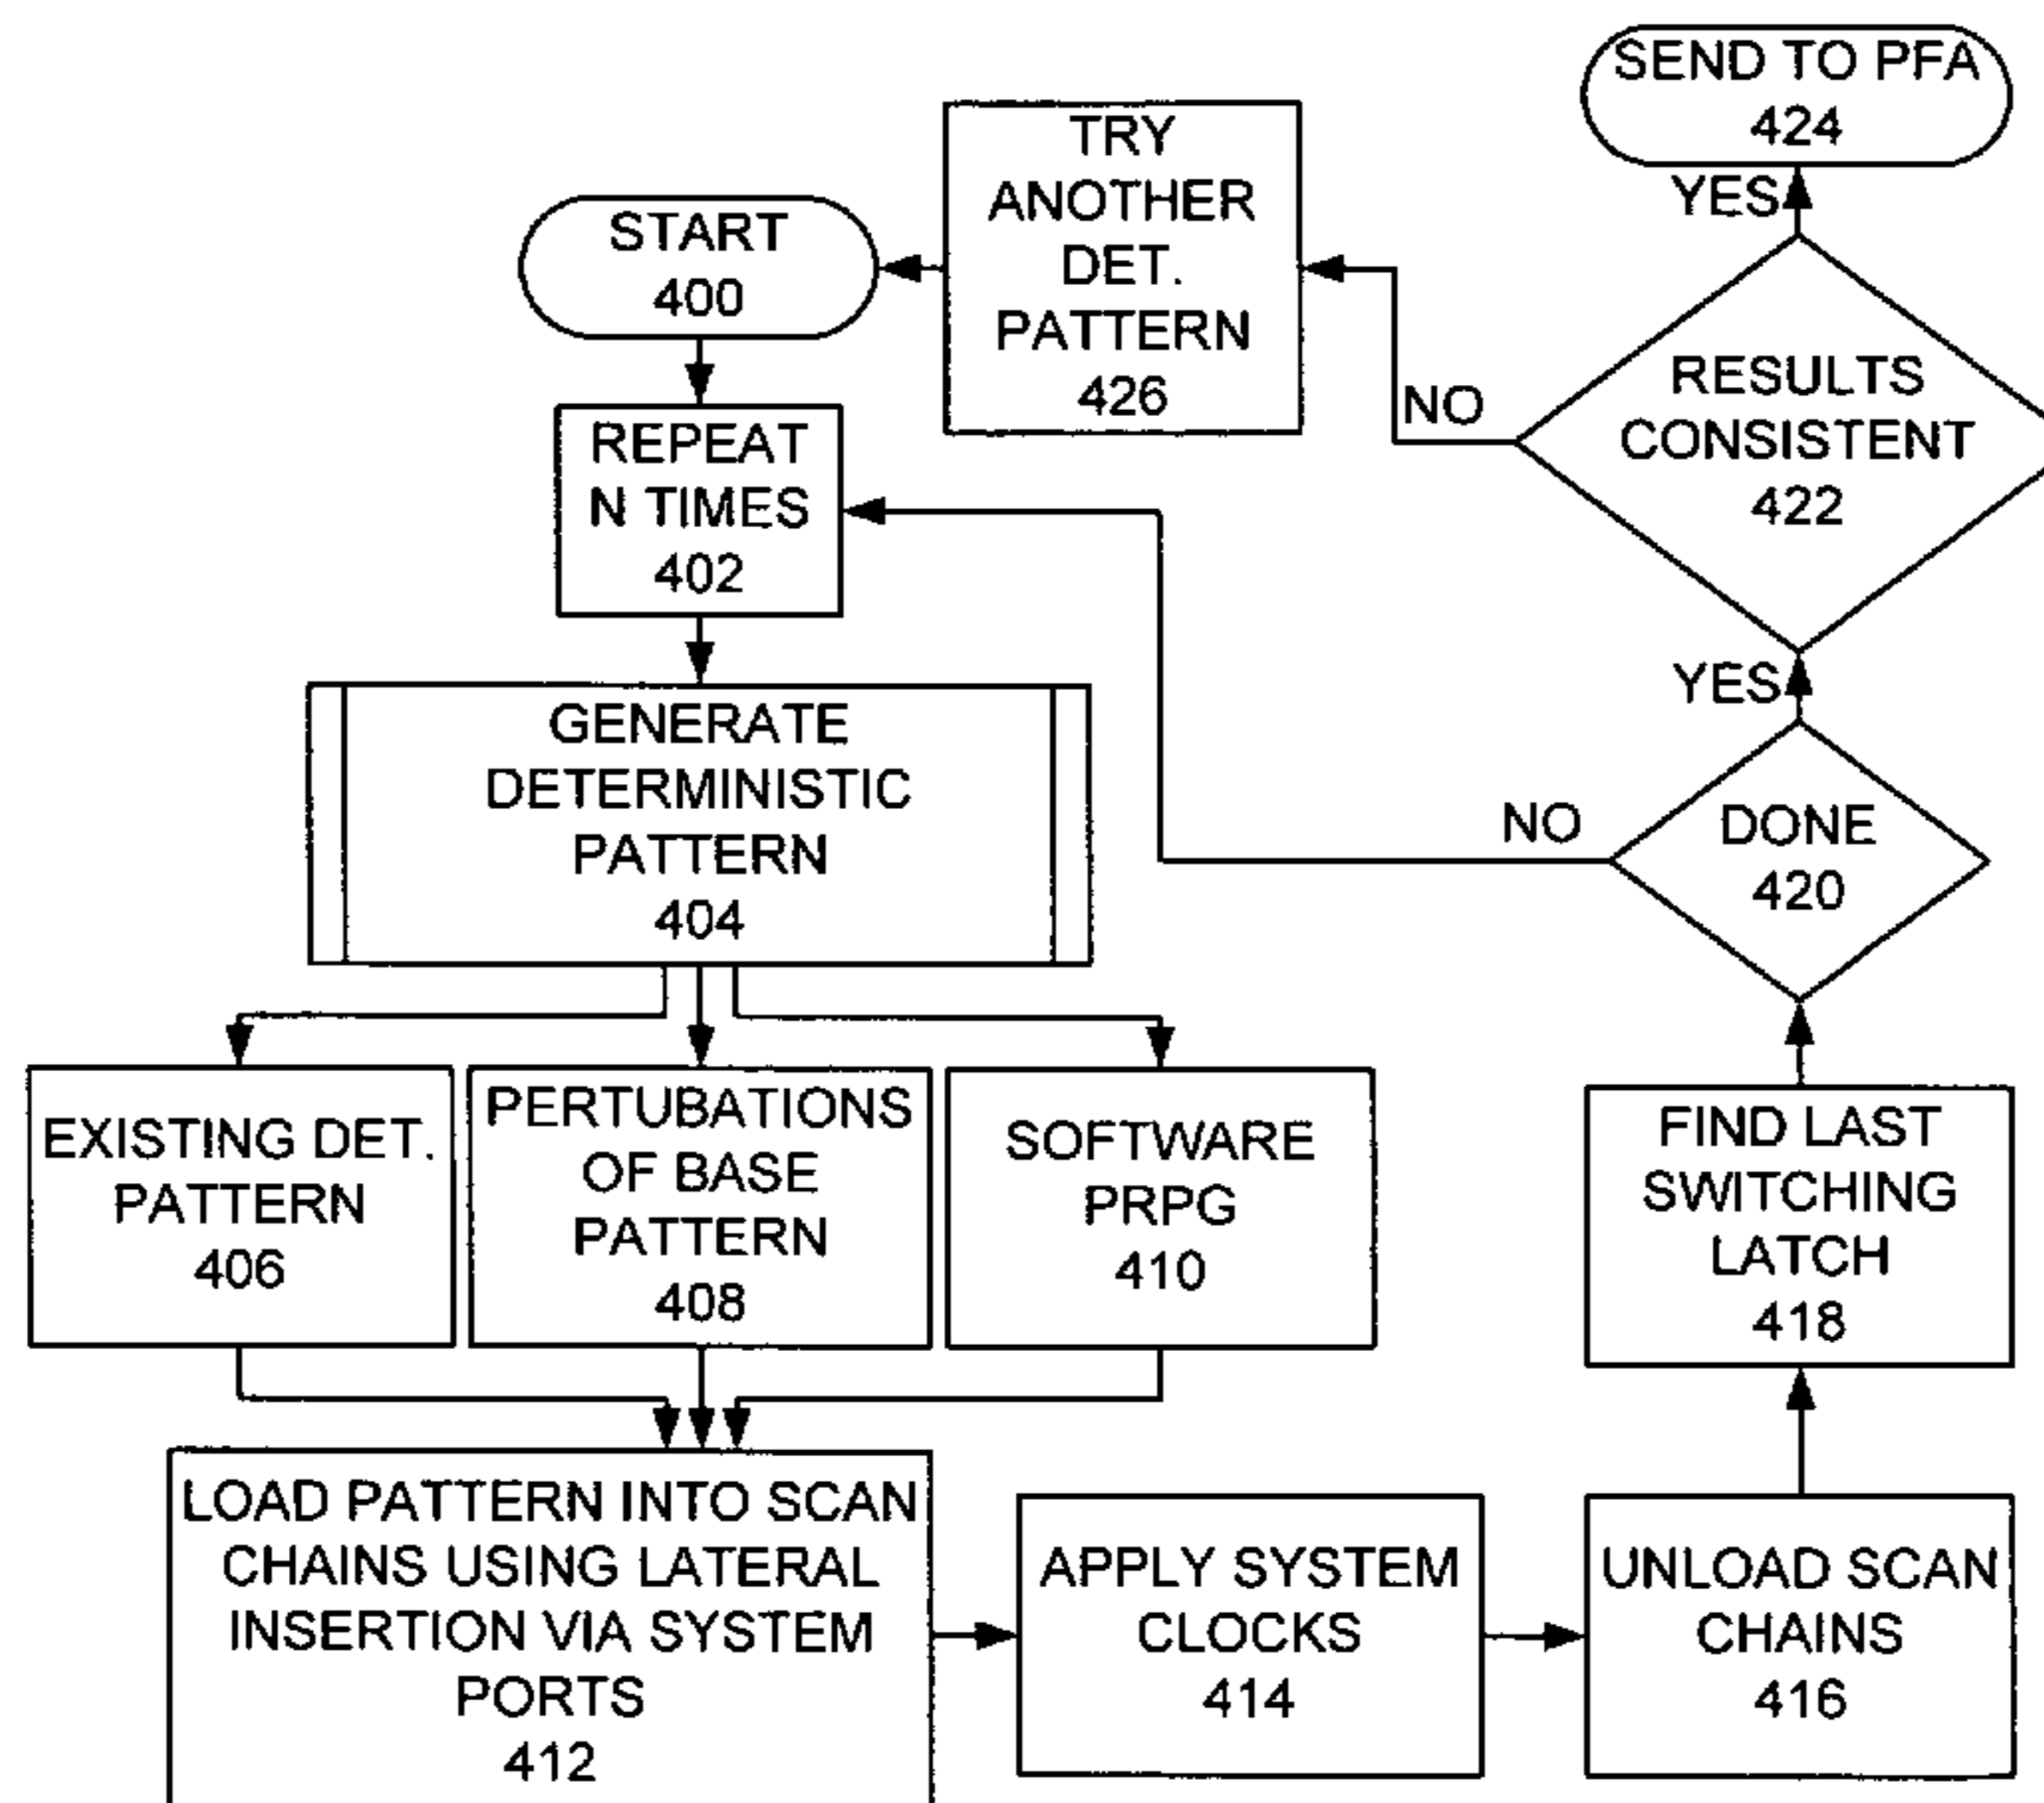 START
400
REPEAT
N TIMES
402
GENERATE
DETERMINISTIC
PATTERN
404
EXISTING DET.
PATTERN
406
PERTUBATIONS
OF BASE
PATTERN
408
SOFTWARE
PRPG
410
LOAD PATTERN INTO SCAN
CHAINS USING LATERAL
INSERTION VIA SYSTEM
PORTS
412
APPLY SYSTEM
CLOCKS
414
UNLOAD SCAN
CHAINS
416
FIND LAST
SWITCHING
LATCH
418
DONE
420
NO
YES
RESULTS
CONSISTENT
422
NO
YES
TRY
ANOTHER
DET.
PATTERN
426
SEND TO PFA
424